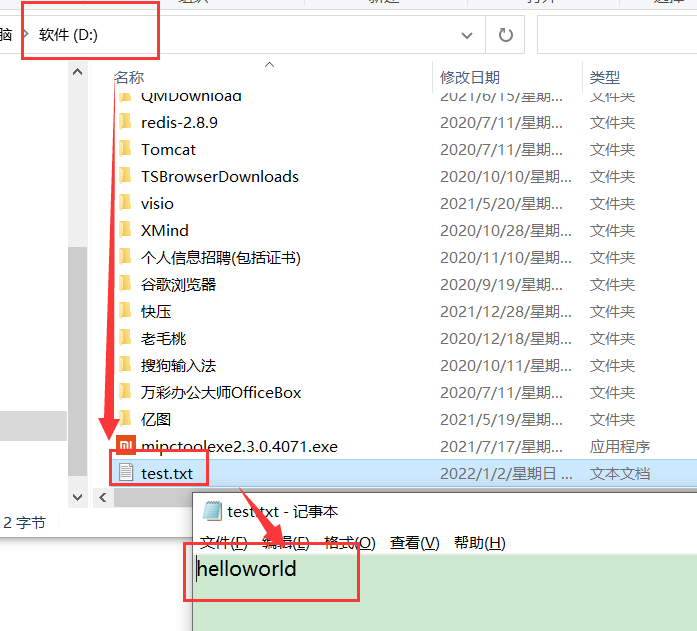 脑 › 软件 (D:)
名称 修改日期 类型
QMDownload 2021/6/15/星期... 文件夹
redis-2.8.9 2020/7/11/星期... 文件夹
Tomcat 2020/7/11/星期... 文件夹
TSBrowserDownloads 2020/10/10/星期... 文件夹
visio 2021/5/20/星期... 文件夹
XMind 2020/10/28/星期... 文件夹
个人信息招聘(包括证书) 2020/11/10/星期... 文件夹
谷歌浏览器 2020/9/19/星期... 文件夹
快压 2021/12/28/星期... 文件夹
老毛桃 2020/12/18/星期... 文件夹
搜狗输入法 2020/10/11/星期... 文件夹
万彩办公大师OfficeBox 2020/7/11/星期... 文件夹
亿图 2021/5/19/星期... 文件夹
mipctoolexe2.3.0.4071.exe 2021/7/17/星期... 应用程序
test.txt 2022/1/2/星期日 ... 文本文档
2 字节
test.txt - 记事本
文件(F) 编辑(E) 格式(O) 查看(V) 帮助(H)
helloworld